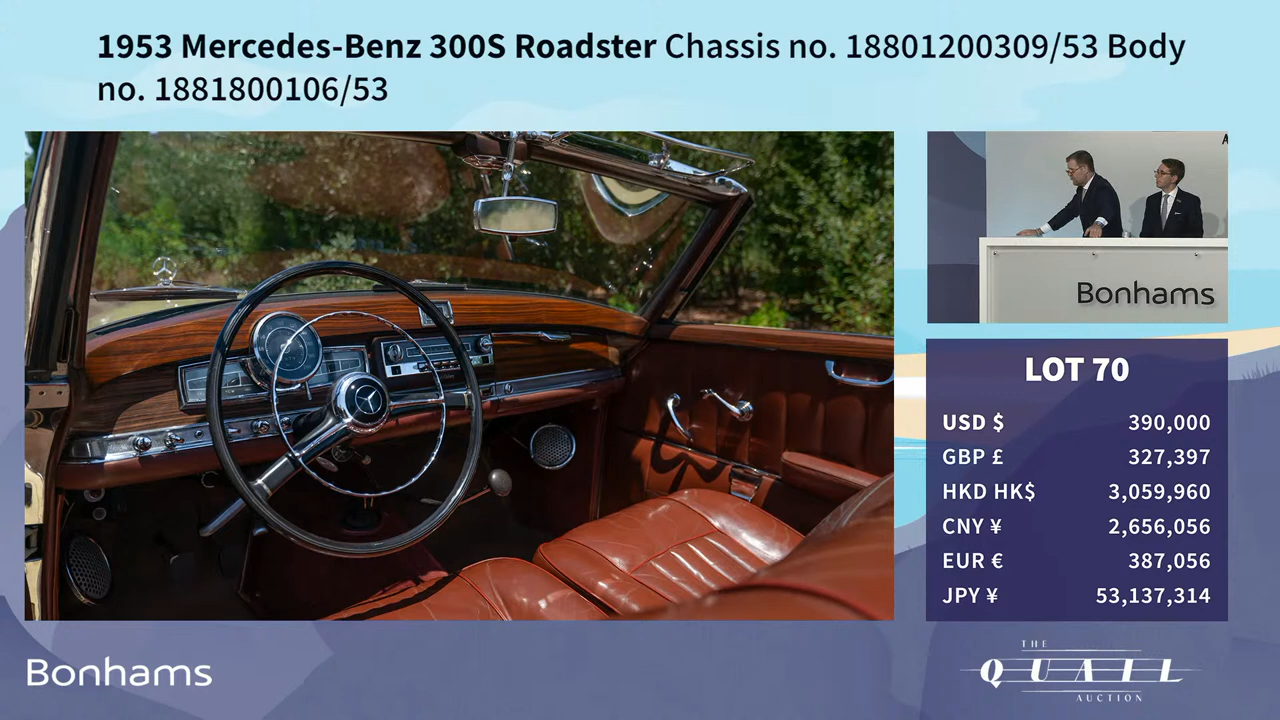 1953 Mercedes-Benz 300S Roadster Chassis no. 18801200309/53 Body
no. 1881800106/53
A
Bonhams
LOT 70
USD $ 390,000
GBP £ 327,397
HKD HK$ 3,059,960
CNY ¥ 2,656,056
EUR € 387,056
JPY ¥ 53,137,314
Bonhams
THE
QUAIL
AUCTION